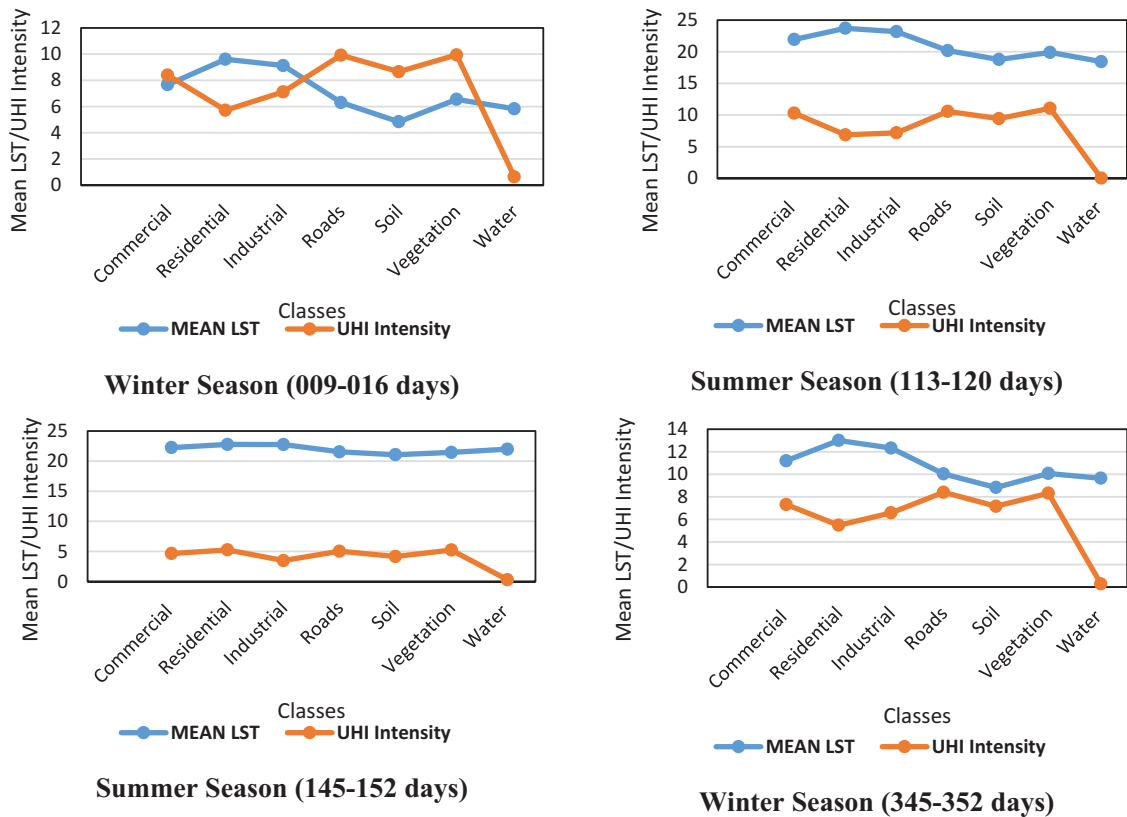 Mean LST/UHI Intensity
12
10
8
6
4
2
0
Commercial
Residential
Industrial
Roads
Soil
Vegetation
Water
Classes
MEAN LST
UHI Intensity
Winter Season (009-016 days)
Mean LST/UHI Intensity
25
20
15
10
5
0
Commercial
Residential
Industrial
Roads
Soil
Vegetation
Water
Classes
MEAN LST
UHI Intensity
Summer Season (113-120 days)
Mean LST/UHI Intensity
25
20
15
10
5
0
Commercial
Residential
Industrial
Roads
Soil
Vegetation
Water
Classes
MEAN LST
UHI Intensity
Summer Season (145-152 days)
Mean LST/UHI Intensity
14
12
10
8
6
4
2
0
Commercial
Residential
Industrial
Roads
Soil
Vegetation
Water
Classes
MEAN LST
UHI Intensity
Winter Season (345-352 days)